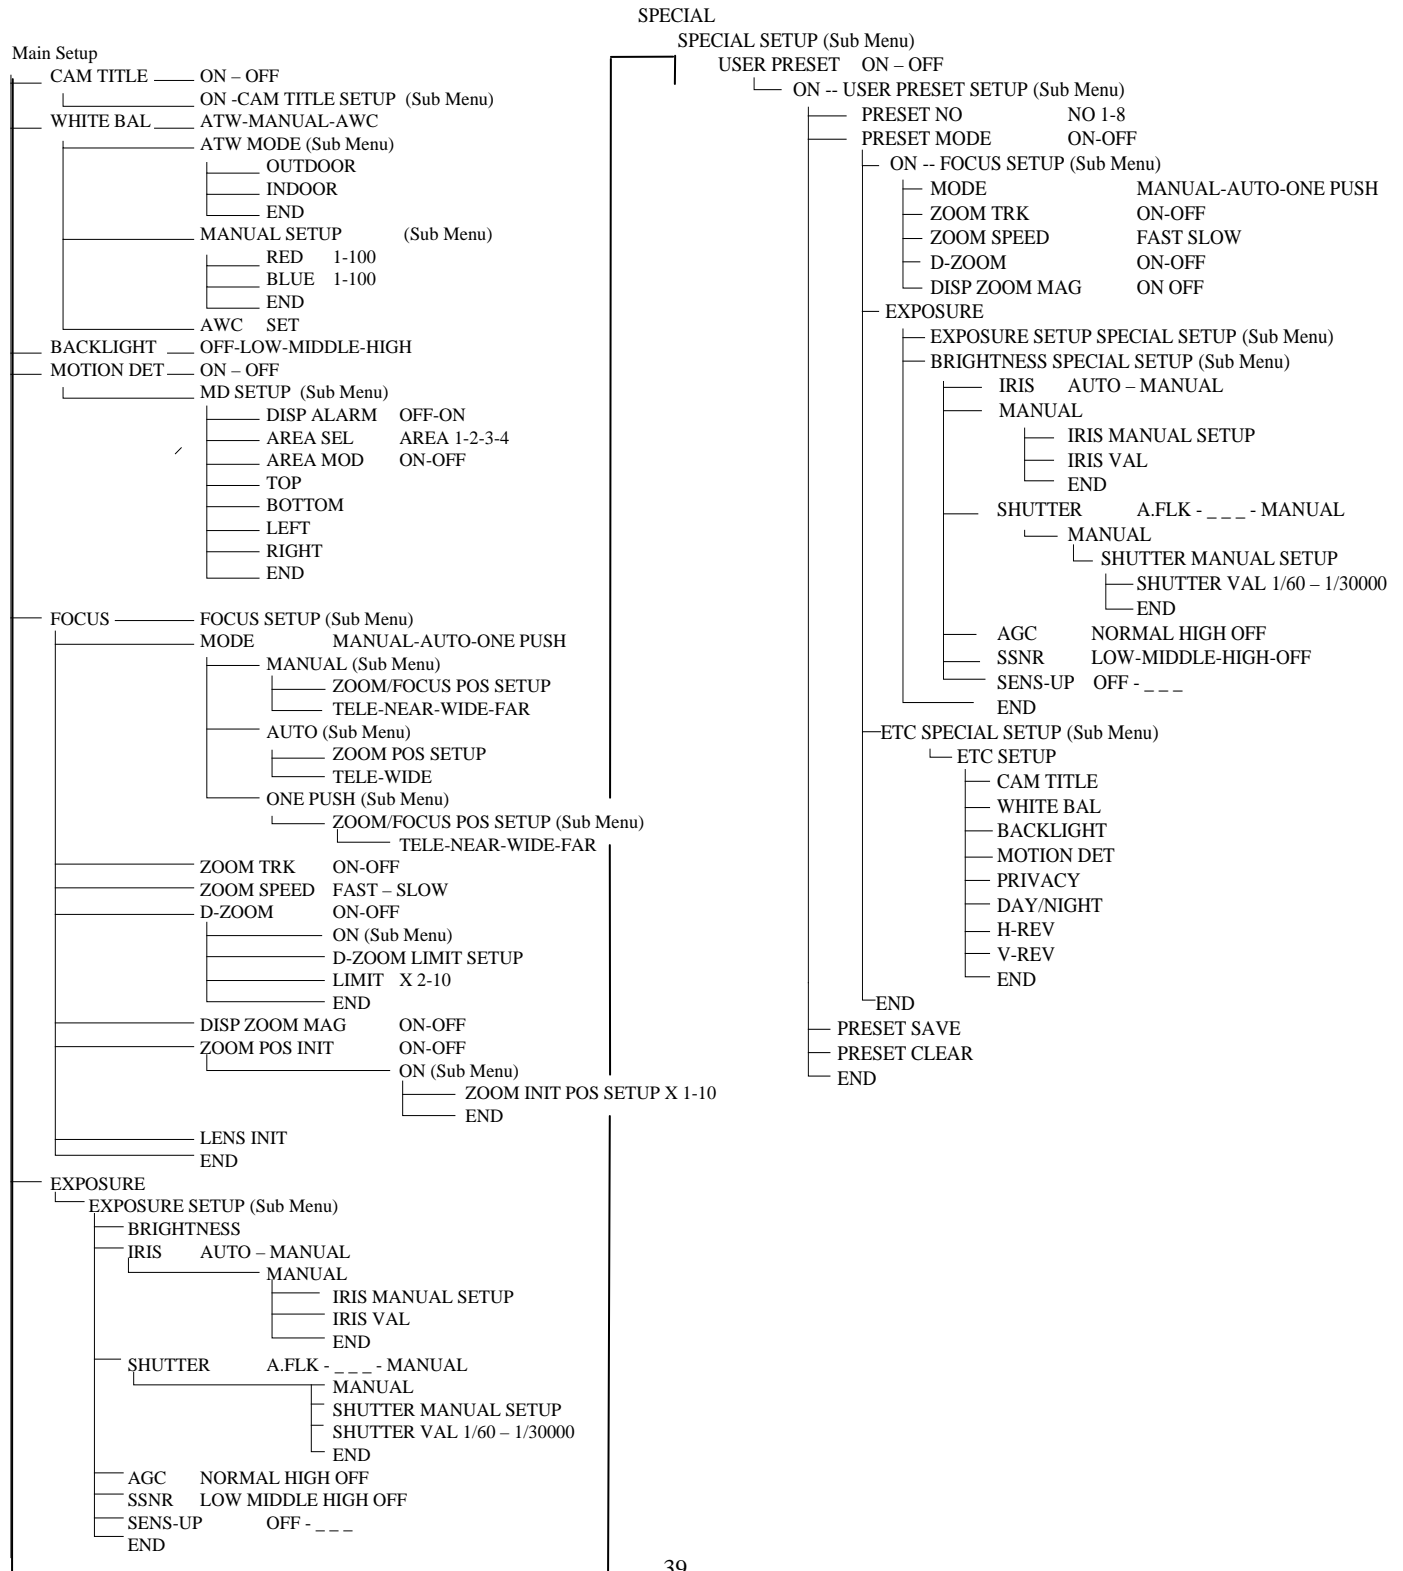 Main Setup
CAM TITLE ON – OFF
ON -CAM TITLE SETUP (Sub Menu)
WHITE BAL ATW-MANUAL-AWC
ATW MODE (Sub Menu)
OUTDOOR
INDOOR
END
MANUAL SETUP (Sub Menu)
RED 1-100
BLUE 1-100
END
AWC SET
BACKLIGHT OFF-LOW-MIDDLE-HIGH
MOTION DET ON – OFF
MD SETUP (Sub Menu)
DISP ALARM OFF-ON
AREA SEL AREA 1-2-3-4
AREA MOD ON-OFF
TOP
BOTTOM
LEFT
RIGHT
END
FOCUS FOCUS SETUP (Sub Menu)
MODE MANUAL-AUTO-ONE PUSH
MANUAL (Sub Menu)
ZOOM/FOCUS POS SETUP
TELE-NEAR-WIDE-FAR
AUTO (Sub Menu)
ZOOM POS SETUP
TELE-WIDE
ONE PUSH (Sub Menu)
ZOOM/FOCUS POS SETUP (Sub Menu)
TELE-NEAR-WIDE-FAR
ZOOM TRK ON-OFF
ZOOM SPEED FAST – SLOW
D-ZOOM ON-OFF
ON (Sub Menu)
D-ZOOM LIMIT SETUP
LIMIT X 2-10
END
DISP ZOOM MAG ON-OFF
ZOOM POS INIT ON-OFF
ON (Sub Menu)
ZOOM INIT POS SETUP X 1-10
END
LENS INIT
END
EXPOSURE
EXPOSURE SETUP (Sub Menu)
BRIGHTNESS
IRIS AUTO – MANUAL
MANUAL
IRIS MANUAL SETUP
IRIS VAL
END
SHUTTER A.FLK - _ _ _ - MANUAL
MANUAL
SHUTTER MANUAL SETUP
SHUTTER VAL 1/60 – 1/30000
END
AGC NORMAL HIGH OFF
SSNR LOW MIDDLE HIGH OFF
SENS-UP OFF - _ _ _
END
SPECIAL
SPECIAL SETUP (Sub Menu)
USER PRESET ON – OFF
ON -- USER PRESET SETUP (Sub Menu)
PRESET NO NO 1-8
PRESET MODE ON-OFF
ON -- FOCUS SETUP (Sub Menu)
MODE MANUAL-AUTO-ONE PUSH
ZOOM TRK ON-OFF
ZOOM SPEED FAST SLOW
D-ZOOM ON-OFF
DISP ZOOM MAG ON OFF
EXPOSURE
EXPOSURE SETUP SPECIAL SETUP (Sub Menu)
BRIGHTNESS SPECIAL SETUP (Sub Menu)
IRIS AUTO – MANUAL
MANUAL
IRIS MANUAL SETUP
IRIS VAL
END
SHUTTER A.FLK - _ _ _ - MANUAL
MANUAL
SHUTTER MANUAL SETUP
SHUTTER VAL 1/60 – 1/30000
END
AGC NORMAL HIGH OFF
SSNR LOW-MIDDLE-HIGH-OFF
SENS-UP OFF - _ _ _
END
ETC SPECIAL SETUP (Sub Menu)
ETC SETUP
CAM TITLE
WHITE BAL
BACKLIGHT
MOTION DET
PRIVACY
DAY/NIGHT
H-REV
V-REV
END
END
PRESET SAVE
PRESET CLEAR
END
39